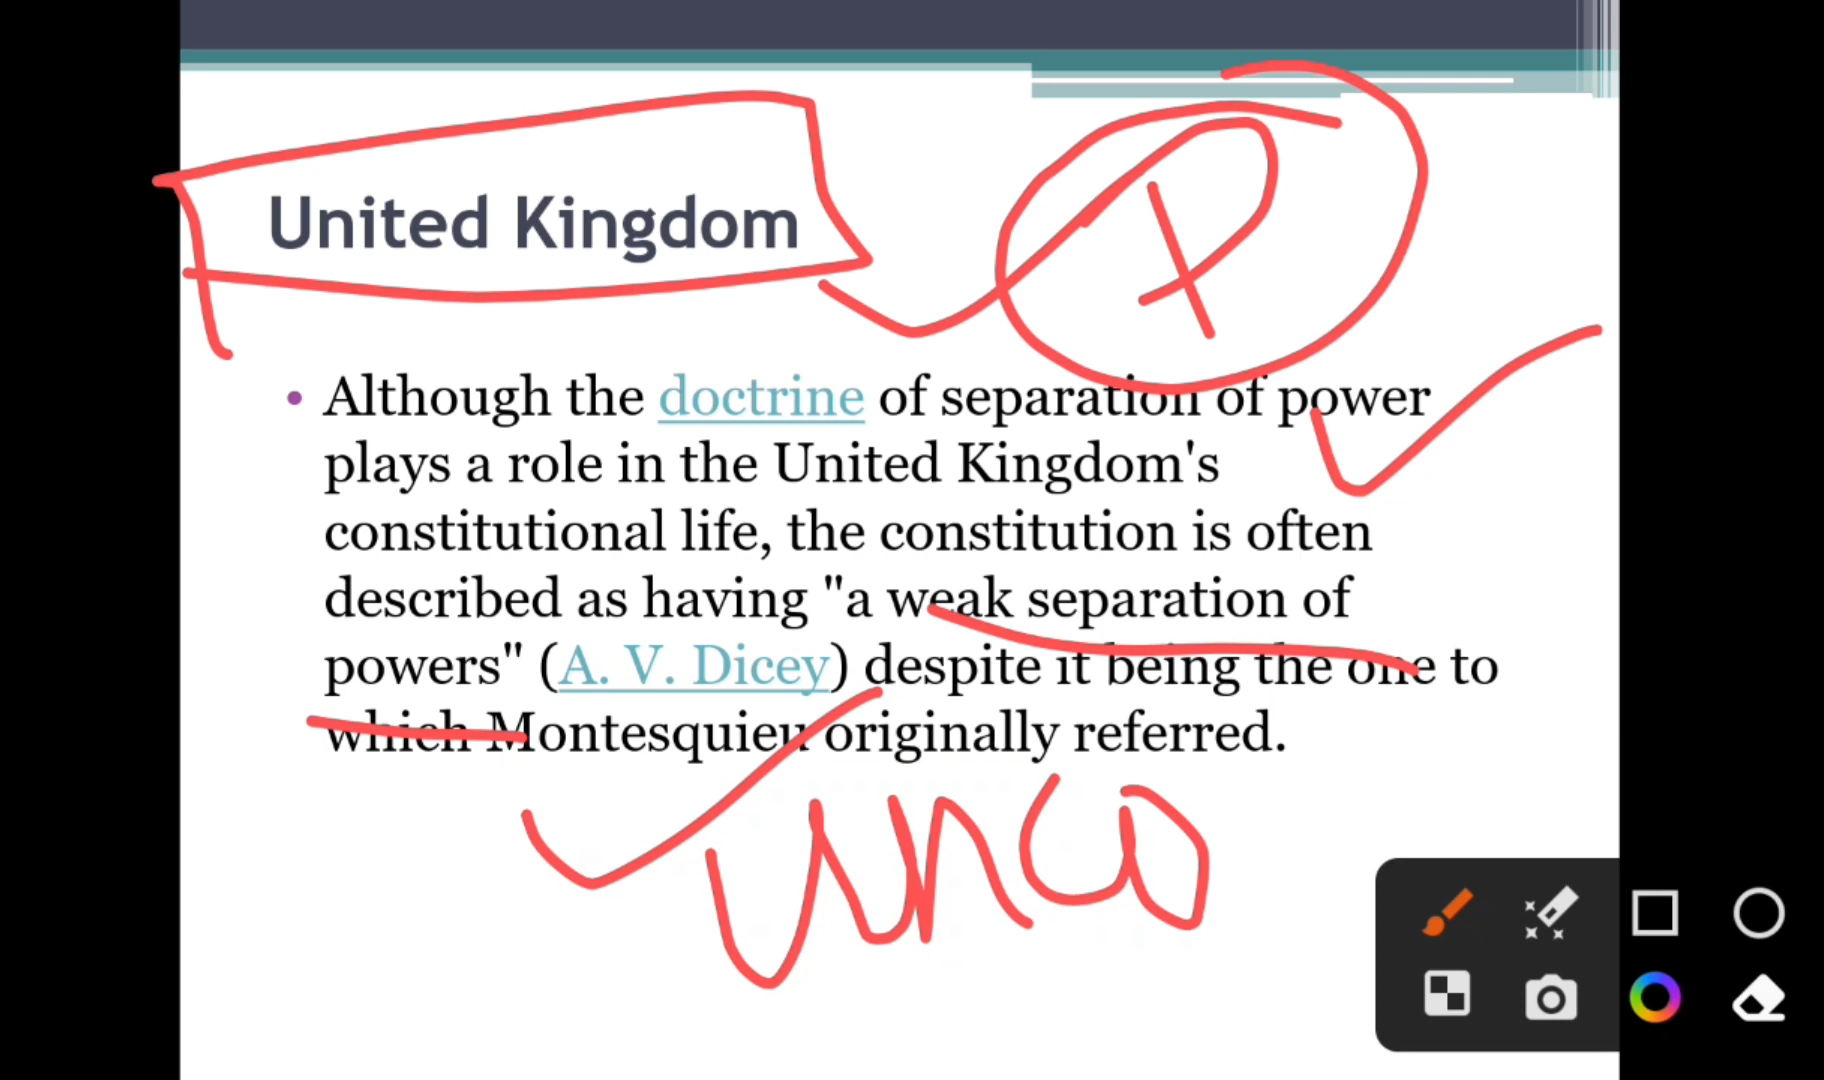 United Kingdom
P
• Although the doctrine of separation of power
plays a role in the United Kingdom's
constitutional life, the constitution is often
described as having "a weak separation of
powers" (A. V. Dicey) despite it being the one to
which Montesquieu originally referred.